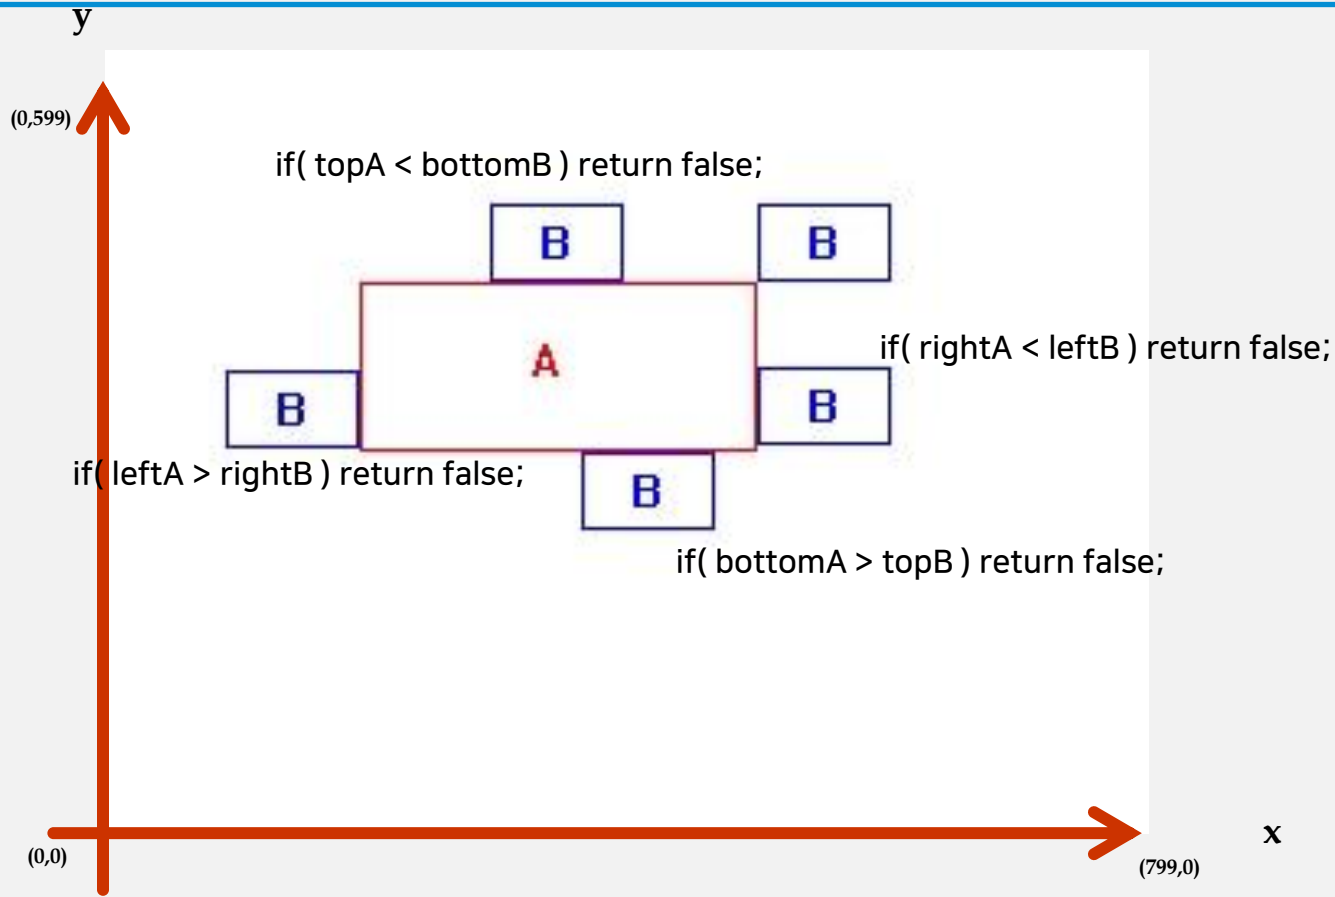 y
(0,599)
if( topA < bottomB ) return false;
B
B
A
if( rightA < leftB ) return false;
B
B
if( leftA > rightB ) return false;
B
if( bottomA > topB ) return false;
x
(0,0)
(799,0)